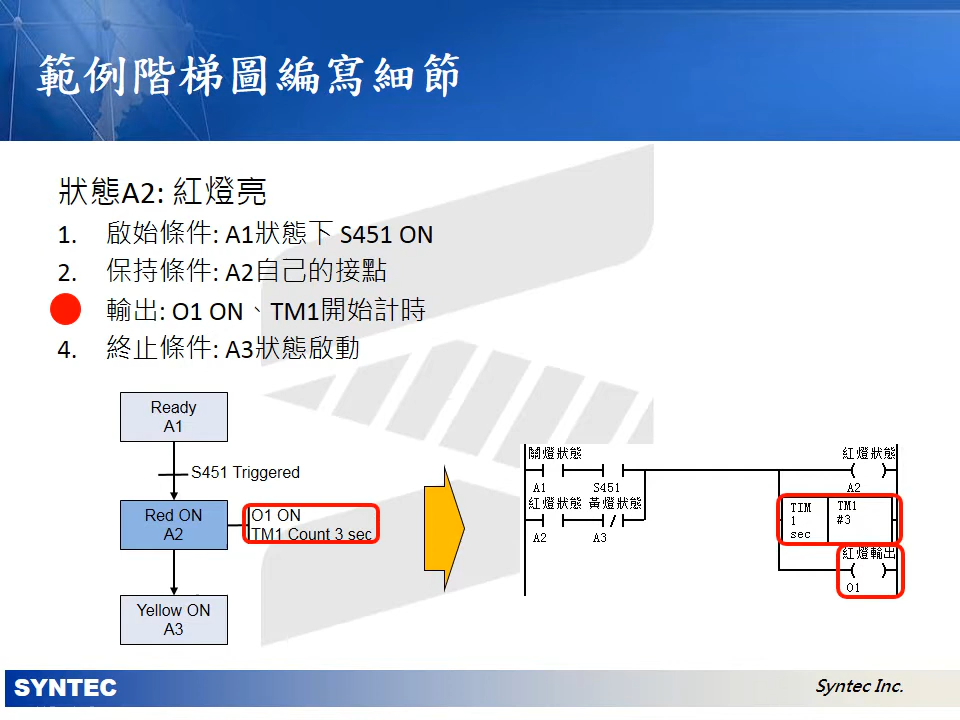 範例階梯圖編寫細節
狀態A2: 紅燈亮
1. 啟始條件: A1狀態下 S451 ON
2. 保持條件: A2自己的接點
輸出: O1 ON、TM1開始計時
4. 終止條件: A3狀態啟動
Ready
A1
S451 Triggered
Red ON
A2
O1 ON
TM1 Count 3 sec
Yellow ON
A3
關燈狀態
A1
S451
紅燈狀態
A2
紅燈狀態 黃燈狀態
A2
A3
TIM
1
sec
TM1
#3
紅燈輸出
O1
SYNTEC
Syntec Inc.